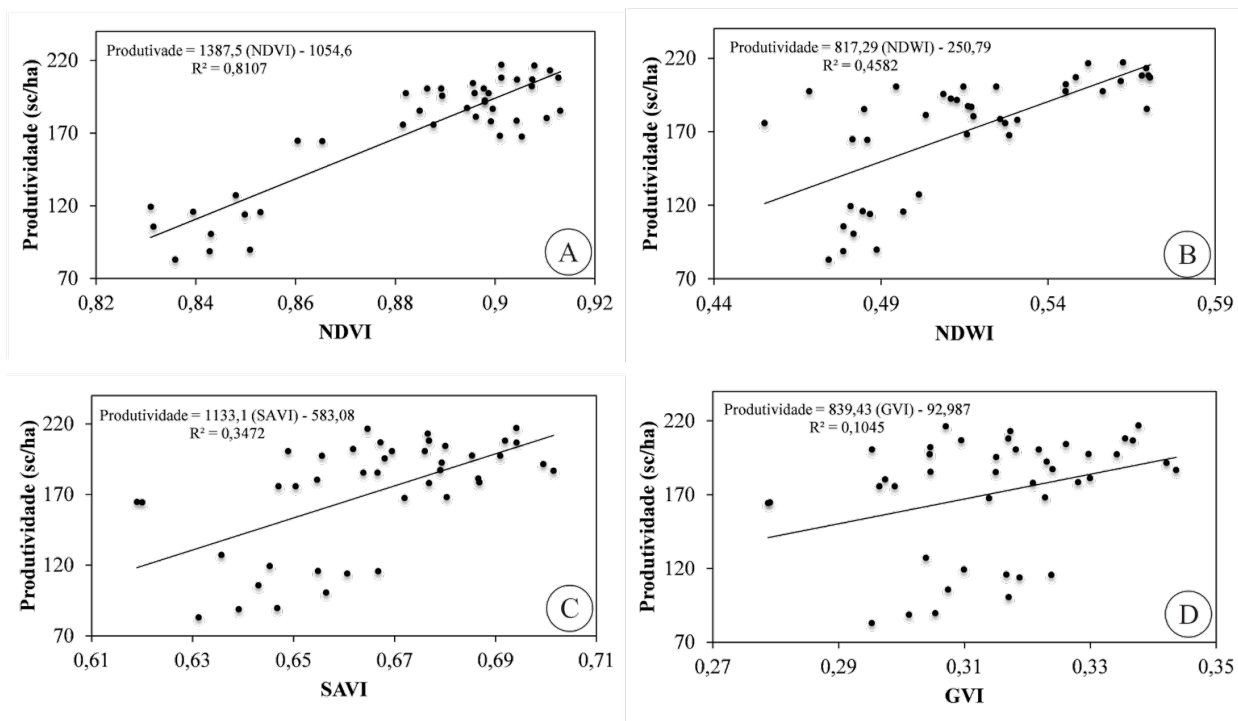 Produtivade = 1387,5 (NDVI) - 1054,6
R² = 0,8107
Produtividade (sc/ha)
220
170
120
70
0,82 0,84 0,86 0,88 0,9 0,92
NDVI
A
Produtividade = 817,29 (NDWI) - 250,79
R² = 0,4582
Produtividade (sc/ha)
220
170
120
70
0,44 0,49 0,54 0,59
NDWI
B
Produtividade = 1133,1 (SAVI) - 583,08
R² = 0,3472
Produtividade (sc/ha)
220
170
120
70
0,61 0,63 0,65 0,67 0,69 0,71
SAVI
C
Produtividade = 839,43 (GVI) - 92,987
R² = 0,1045
Produtividade (sc/ha)
220
170
120
70
0,27 0,29 0,31 0,33 0,35
GVI
D